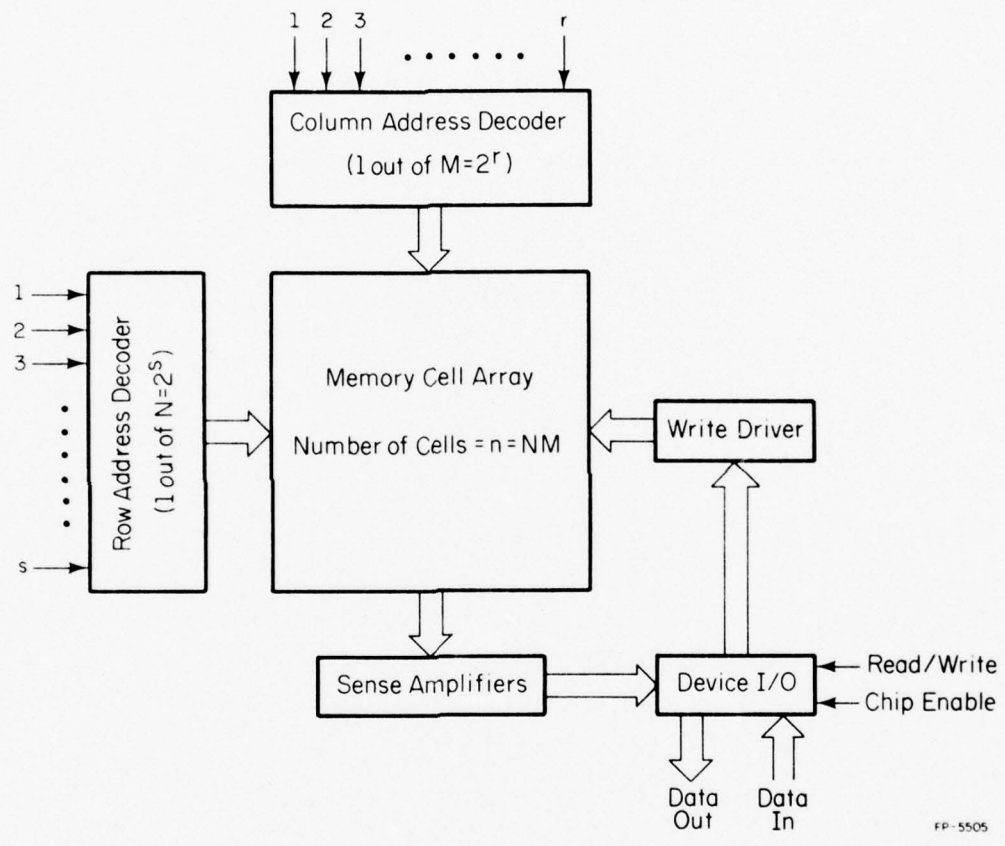 1 2 3 r
Column Address Decoder
(1 out of M=2^r)
1
2
3
s
Row Address Decoder
(1 out of N=2^s)
Memory Cell Array
Number of Cells = n = NM
Write Driver
Sense Amplifiers
Device I/O
Read/Write
Chip Enable
Data
Out
Data
In
FP-5505